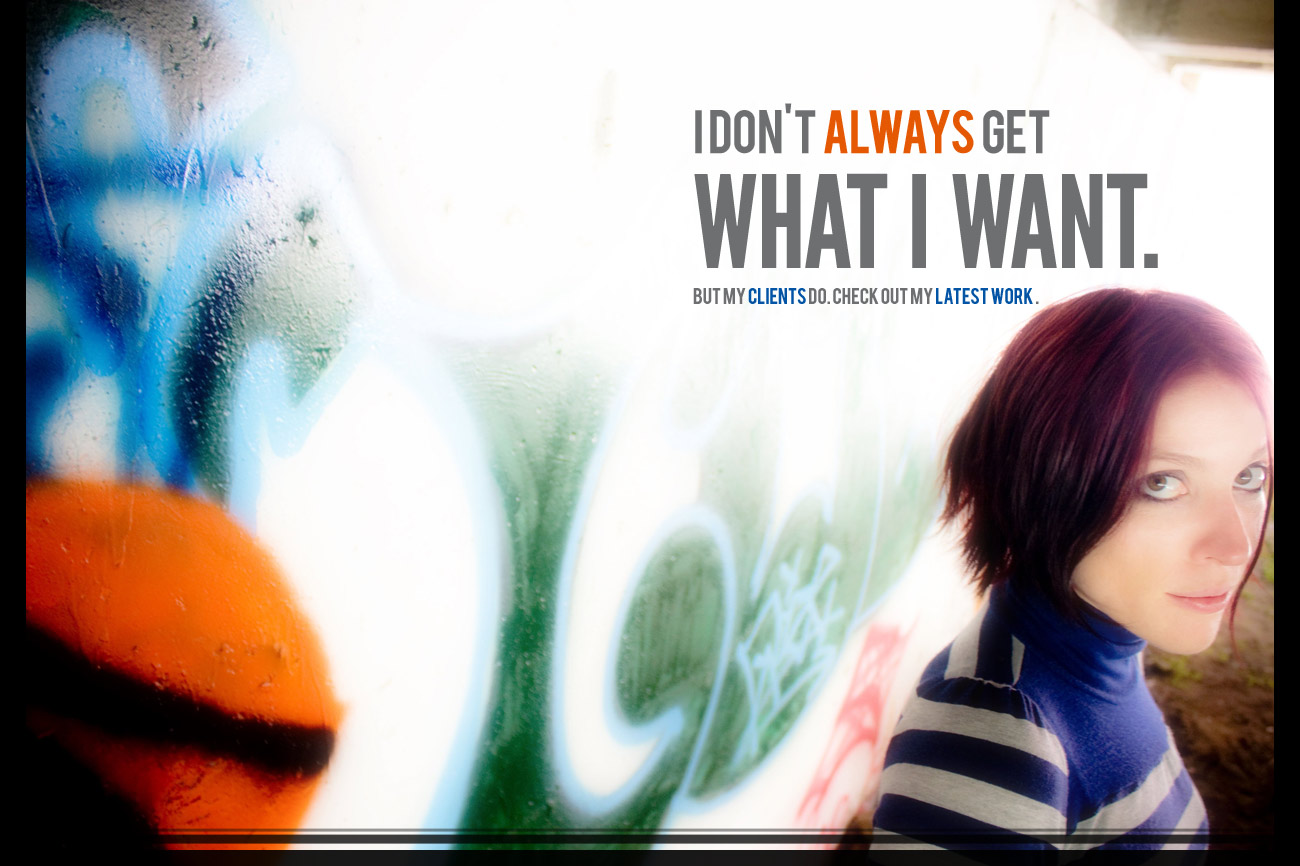 I DON'T ALWAYS GET
WHAT I WANT.
BUT MY CLIENTS DO. CHECK OUT MY LATEST WORK .